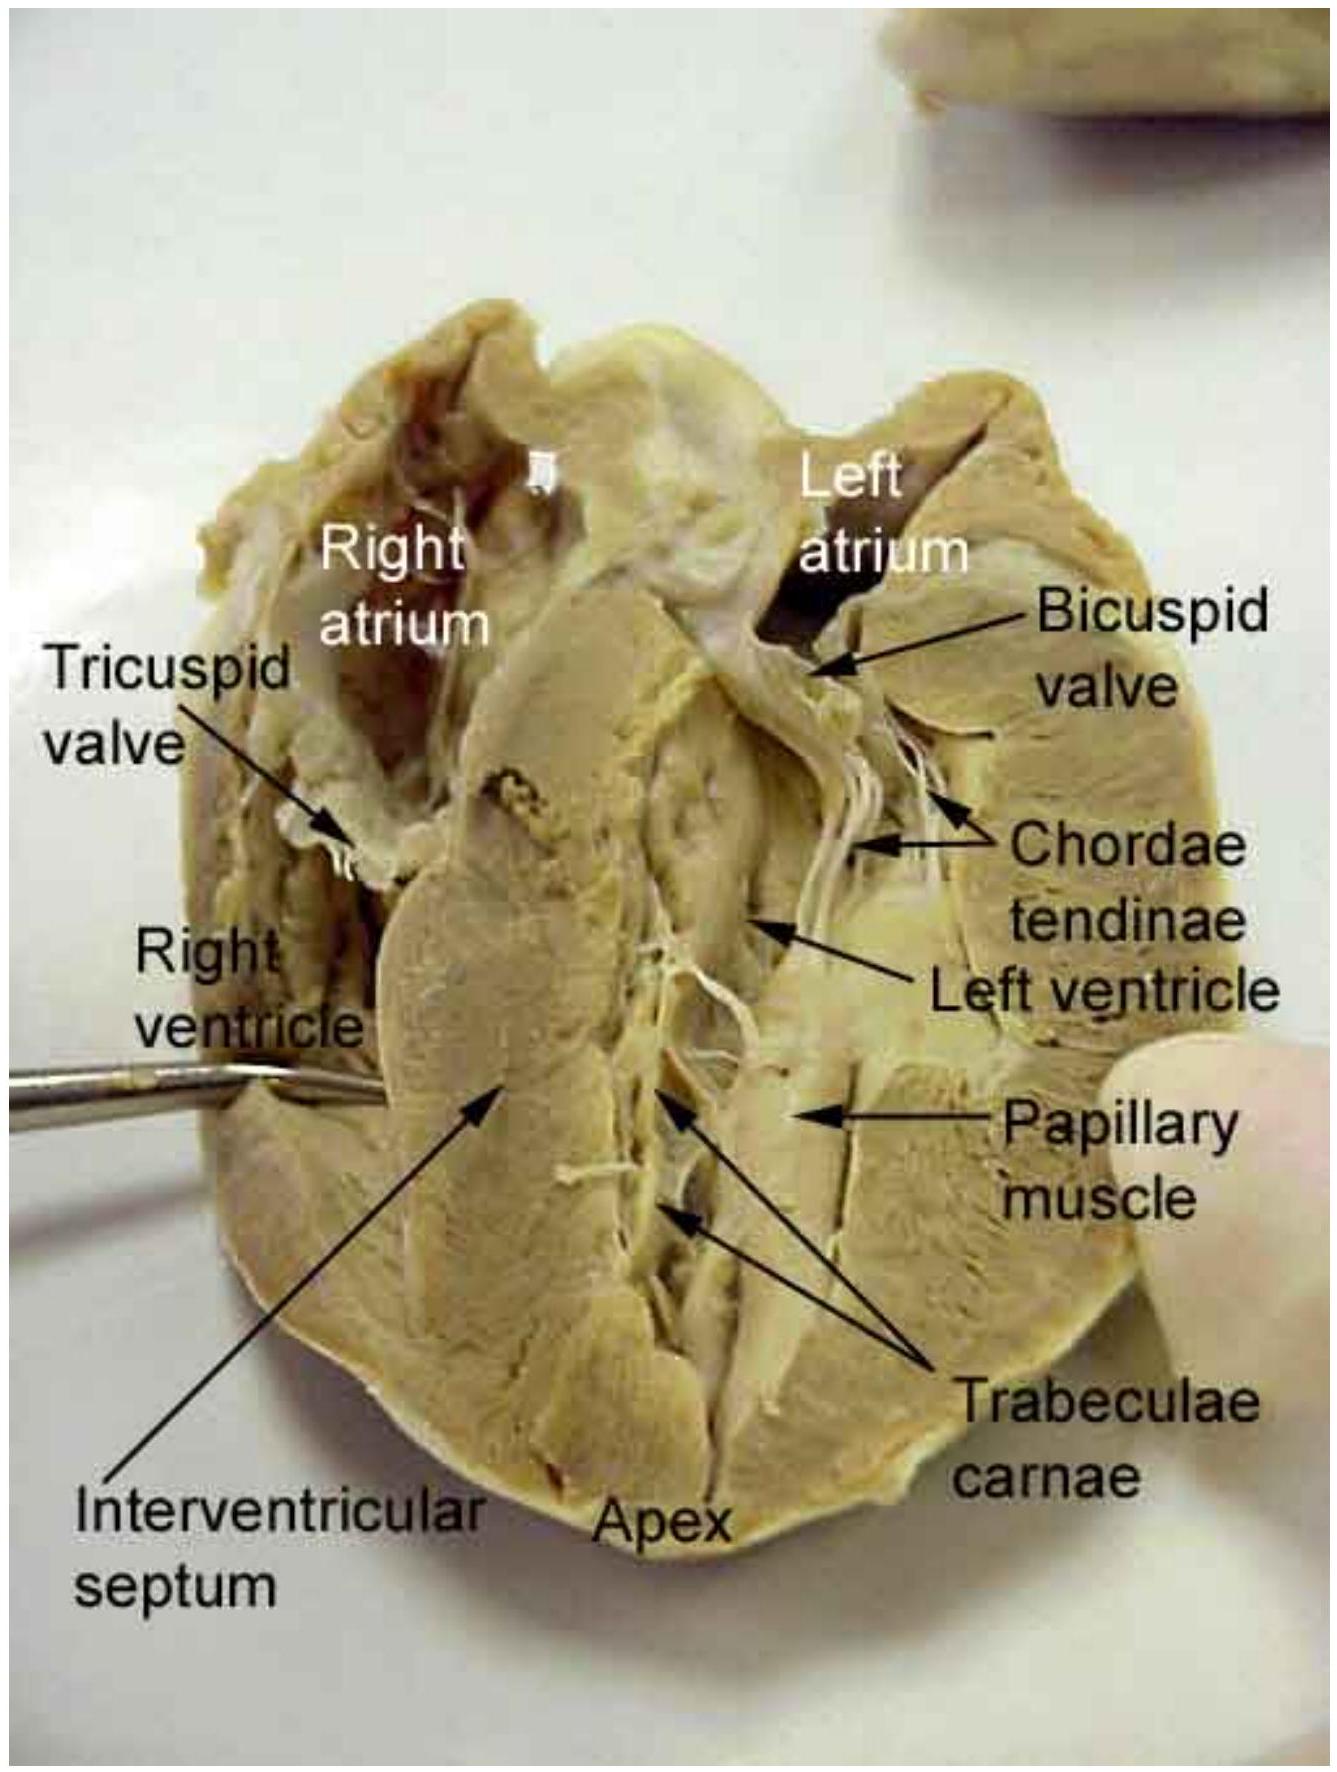 Left
atrium
Right
atrium
Bicuspid
valve
Tricuspid
valve
Chordae
tendinae
Right
ventricle
Left ventricle
Papillary
muscle
Trabeculae
carnae
Interventricular
septum
Apex